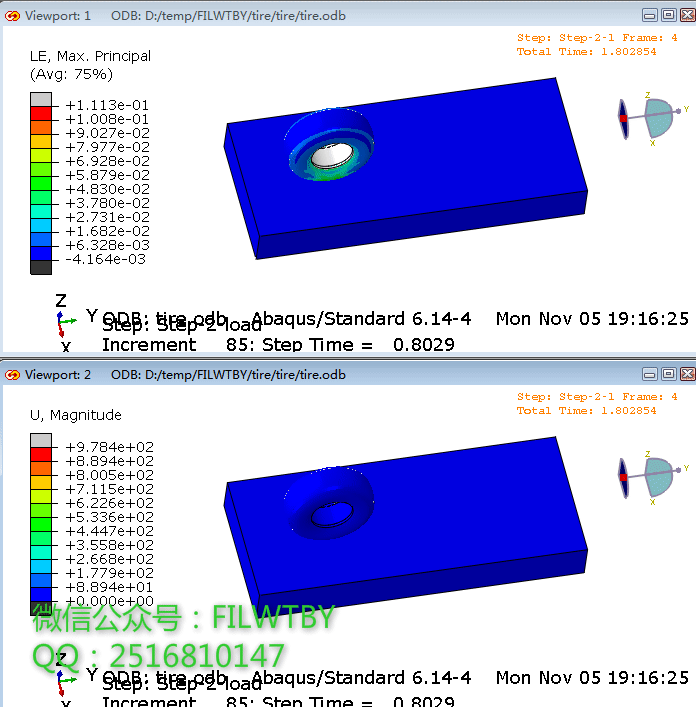 Viewport: 1 ODB: D:/temp/FILWTBY/tire/tire/tire.odb
Step: Step-2-1 Frame: 4
Total Time: 1.802854
LE, Max. Principal
(Avg: 75%)
+1.113e-01
+1.008e-01
+9.027e-02
+7.977e-02
+6.928e-02
+5.879e-02
+4.830e-02
+3.780e-02
+2.731e-02
+1.682e-02
+6.328e-03
-4.164e-03
Z
Y
X
Z
Y
X
ODB: tire.odb Abaqus/Standard 6.14-4 Mon Nov 05 19:16:25
Step: Step-2-load
Increment 85: Step Time = 0.8029
Viewport: 2 ODB: D:/temp/FILWTBY/tire/tire/tire.odb
Step: Step-2-1 Frame: 4
Total Time: 1.802854
U, Magnitude
+9.784e+02
+8.894e+02
+8.005e+02
+7.115e+02
+6.226e+02
+5.336e+02
+4.447e+02
+3.558e+02
+2.668e+02
+1.779e+02
+8.894e+01
+0.000e+00
Z
Y
X
微信公众号：FILWTBY
QQ：2516810147
Z
Y
X
ODB: tire.odb Abaqus/Standard 6.14-4 Mon Nov 05 19:16:25
Step: Step-2-load
Increment 85: Step Time = 0.8029